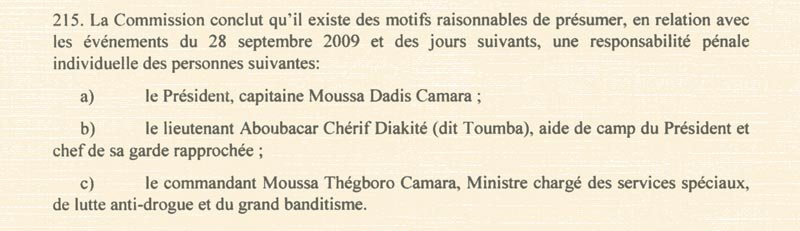 215. La Commission conclut qu'il existe des motifs raisonnables de présumer, en relation avec
les événements du 28 septembre 2009 et des jours suivants, une responsabilité pénale
individuelle des personnes suivantes:
a) le Président, capitaine Moussa Dadis Camara ;
b) le lieutenant Aboubacar Chérif Diakité (dit Toumba), aide de camp du Président et
chef de sa garde rapprochée ;
c) le commandant Moussa Thégboro Camara, Ministre chargé des services spéciaux,
de lutte anti-drogue et du grand banditisme.